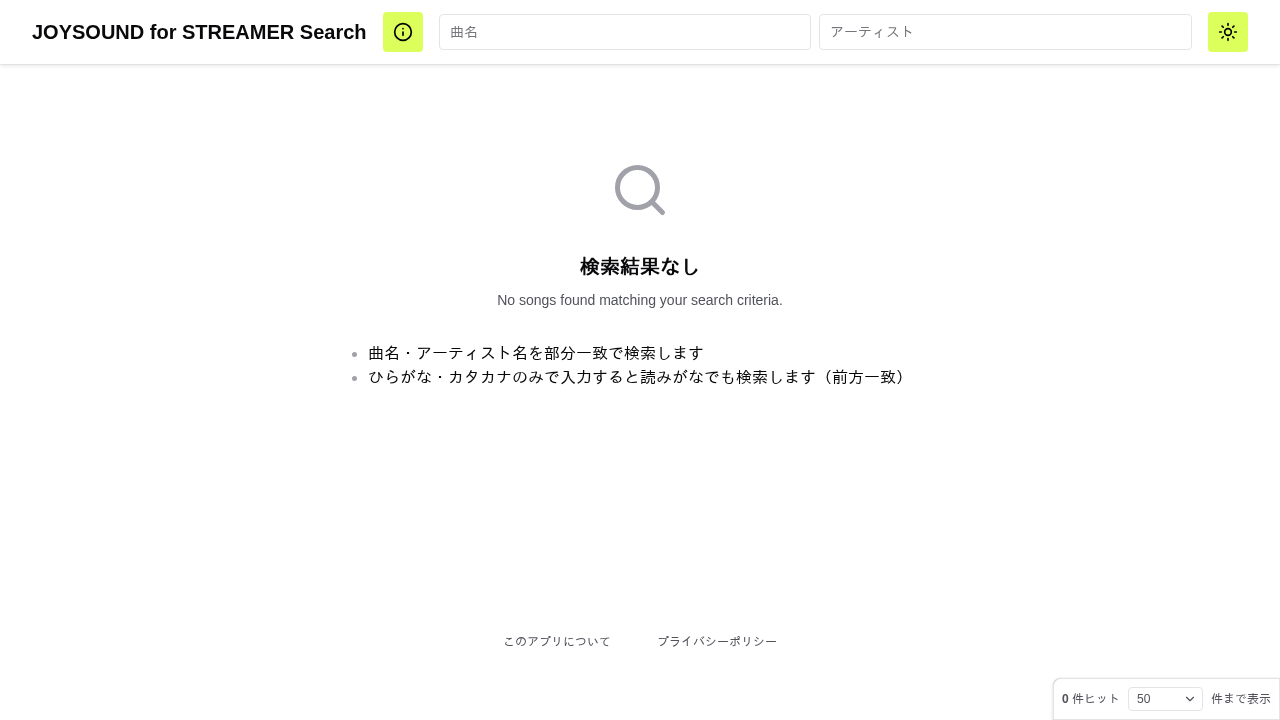 JOYSOUND for STREAMER Search
曲名
アーティスト
検索結果なし
No songs found matching your search criteria.
曲名・アーティスト名を部分一致で検索します
ひらがな・カタカナのみで入力すると読みがなでも検索します（前方一致）
このアプリについて
プライバシーポリシー
0 件ヒット 50 件まで表示